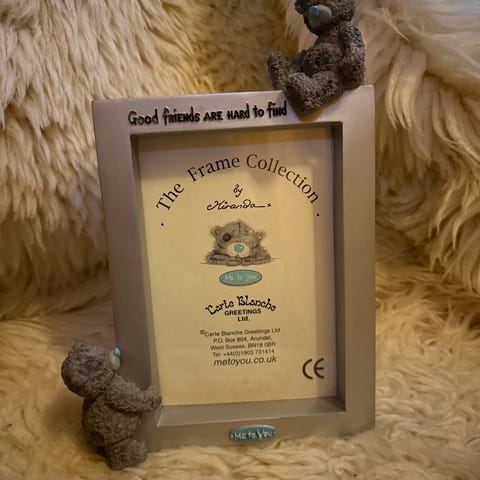 Good friends are hard to find
The Frame Collection
by
Miranda x
Me to You
Carte Blanche
GREETINGS
Ltd.
©Carte Blanche Greetings Ltd
P.O. Box 804, Arundel,
West Sussex, BN18 0BR
Tel. +44(0)1903 731414
metoyou.co.uk
CE
•Me to You•